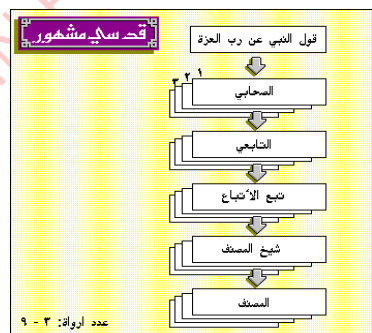 قدسي مشهور
قول النبي عن رب العزة
١ ٢ ٣
الصحابي
التابعي
تبع الأتباع
شيخ المصنف
المصنف
عدد ارواة: ٣ - ٩